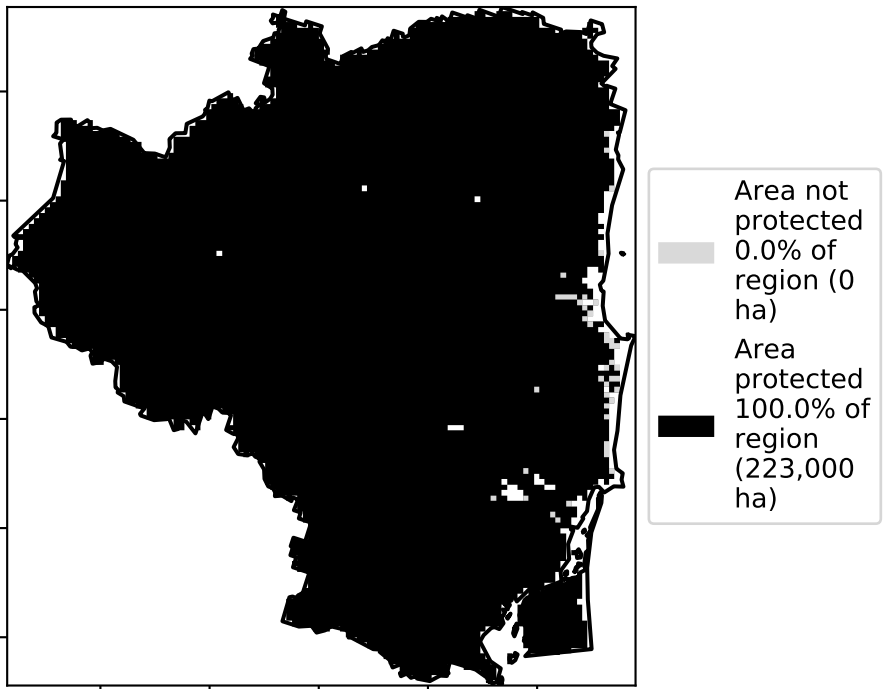 Area not
protected
0.0% of
region (0
ha)
Area
protected
100.0% of
region
(223,000
ha)